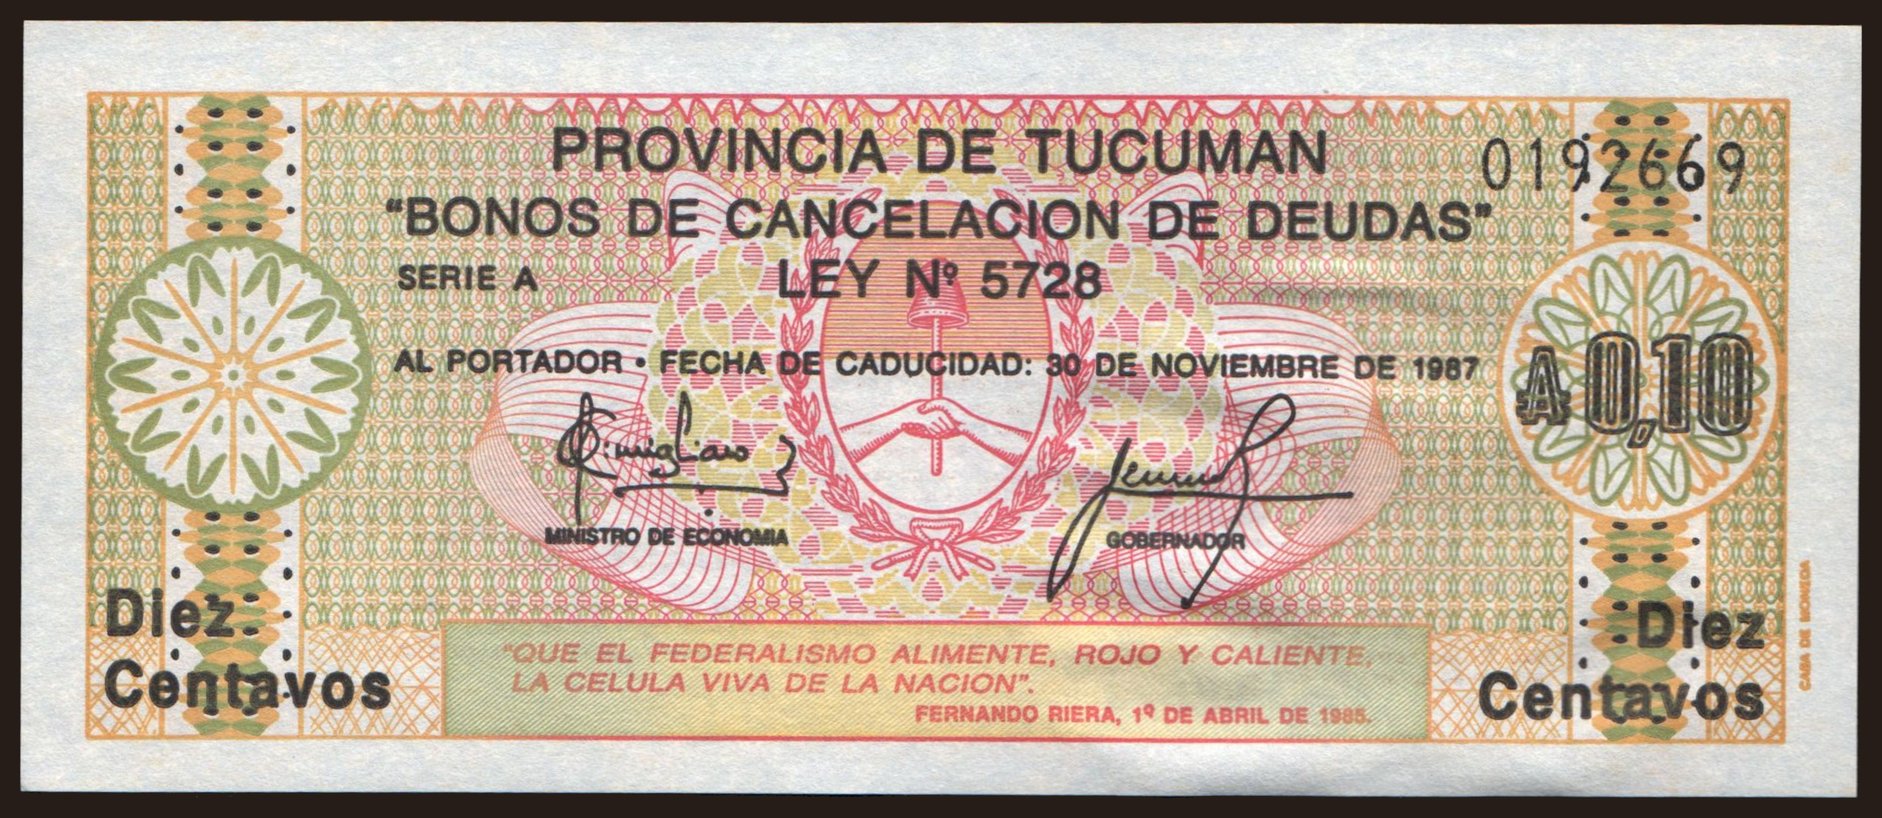 PROVINCIA DE TUCUMAN
0192669
"BONOS DE CANCELACION DE DEUDAS"
SERIE A
LEY Nº 5728
AL PORTADOR • FECHA DE CADUCIDAD: 30 DE NOVIEMBRE DE 1987
₳ 0,10
MINISTRO DE ECONOMIA
GOBERNADOR
Diez
Centavos
Diez
Centavos
"QUE EL FEDERALISMO ALIMENTE, ROJO Y CALIENTE,
LA CELULA VIVA DE LA NACION".
FERNANDO RIERA, 1º DE ABRIL DE 1985.
CASA DE MONEDA